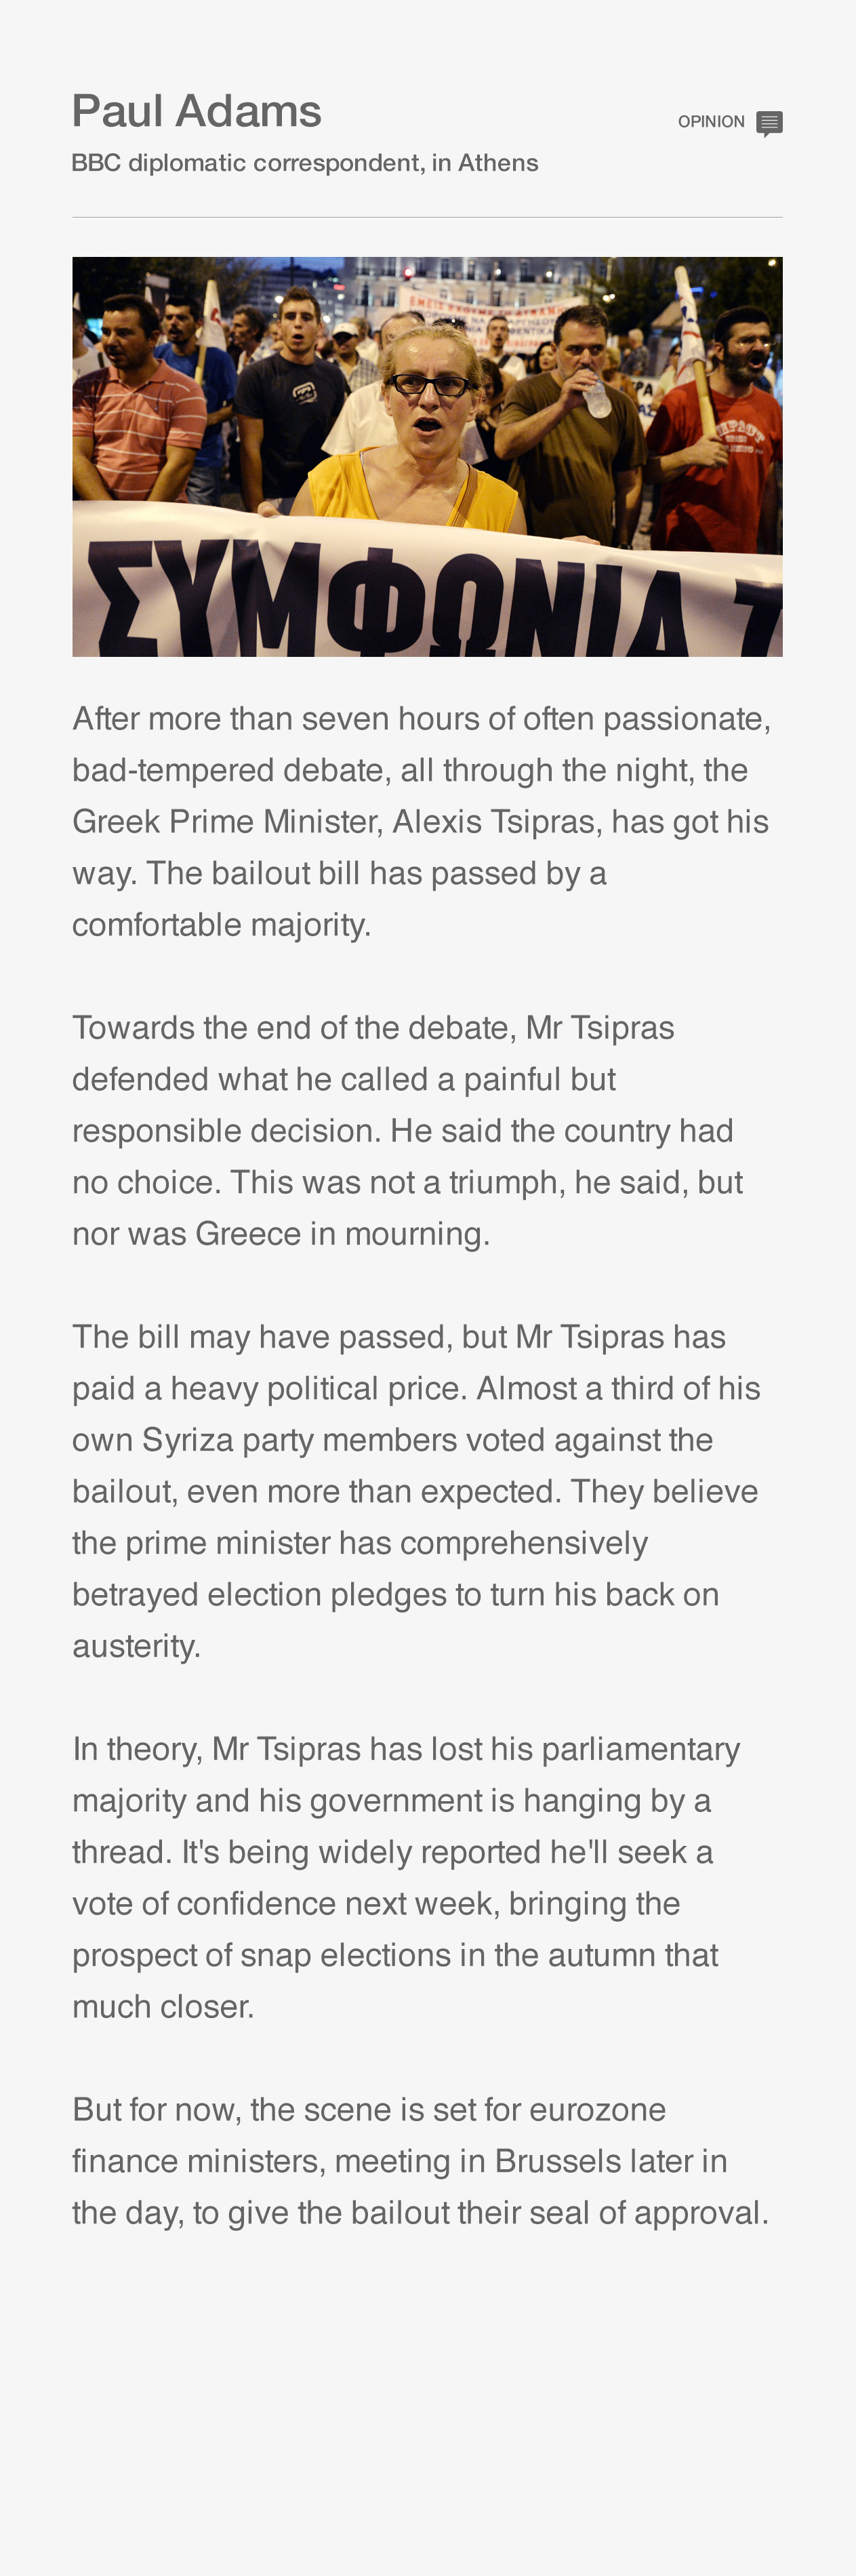 Paul Adams
OPINION
BBC diplomatic correspondent, in Athens
ΣΥΜΦΩΝΙΑ
After more than seven hours of often passionate,
bad-tempered debate, all through the night, the
Greek Prime Minister, Alexis Tsipras, has got his
way. The bailout bill has passed by a
comfortable majority.
Towards the end of the debate, Mr Tsipras
defended what he called a painful but
responsible decision. He said the country had
no choice. This was not a triumph, he said, but
nor was Greece in mourning.
The bill may have passed, but Mr Tsipras has
paid a heavy political price. Almost a third of his
own Syriza party members voted against the
bailout, even more than expected. They believe
the prime minister has comprehensively
betrayed election pledges to turn his back on
austerity.
In theory, Mr Tsipras has lost his parliamentary
majority and his government is hanging by a
thread. It's being widely reported he'll seek a
vote of confidence next week, bringing the
prospect of snap elections in the autumn that
much closer.
But for now, the scene is set for eurozone
finance ministers, meeting in Brussels later in
the day, to give the bailout their seal of approval.